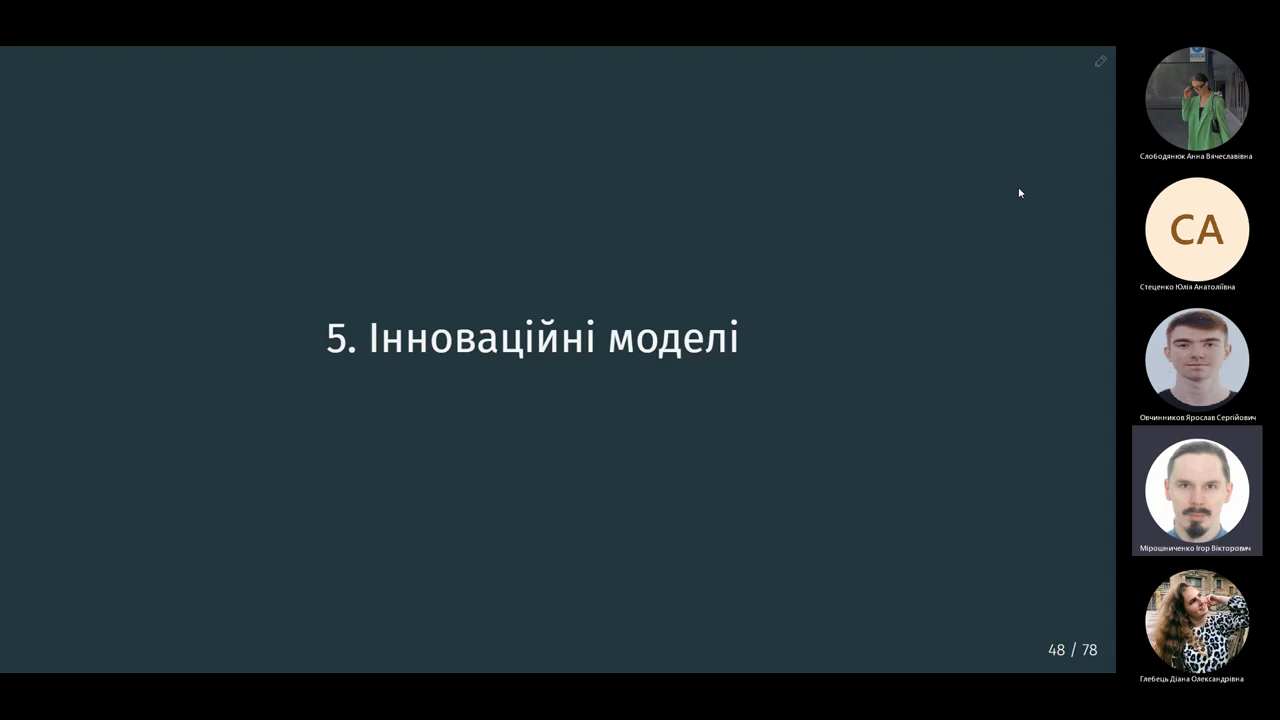 5. Інноваційні моделі
48 / 78
Слободянюк Анна Вячеславівна
СА
Стеценко Юлія Анатоліївна
Овчинников Ярослав Сергійович
Мірошниченко Ігор Вікторович
Глебець Діана Олександрівна